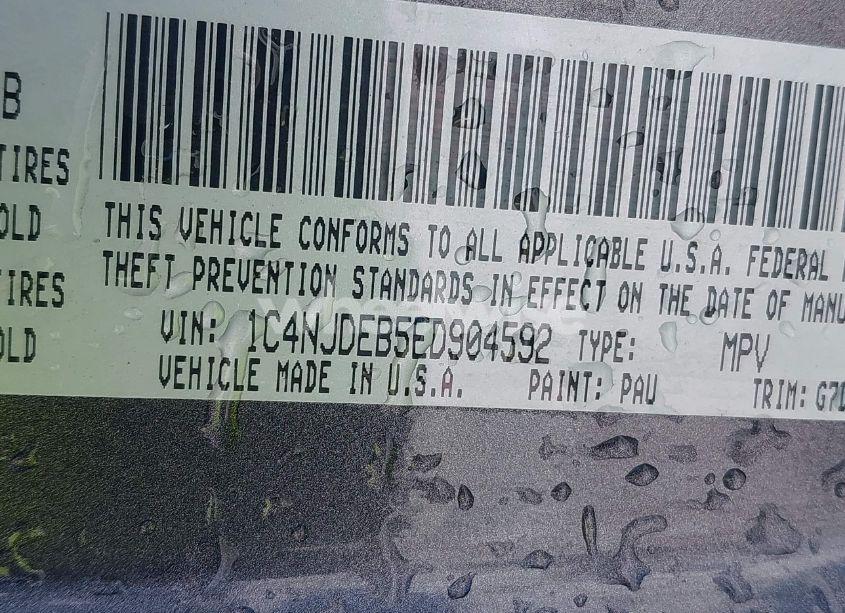 B
TIRES
OLD
TIRES
OLD
THIS VEHICLE CONFORMS TO ALL APPLICABLE U.S.A. FEDERAL
THEFT PREVENTION STANDARDS IN EFFECT ON THE DATE OF MANU
VIN: 1C4NJDEB5ED904592 TYPE: MPV
VEHICLE MADE IN U.S.A. PAINT: PAU TRIM: G7D